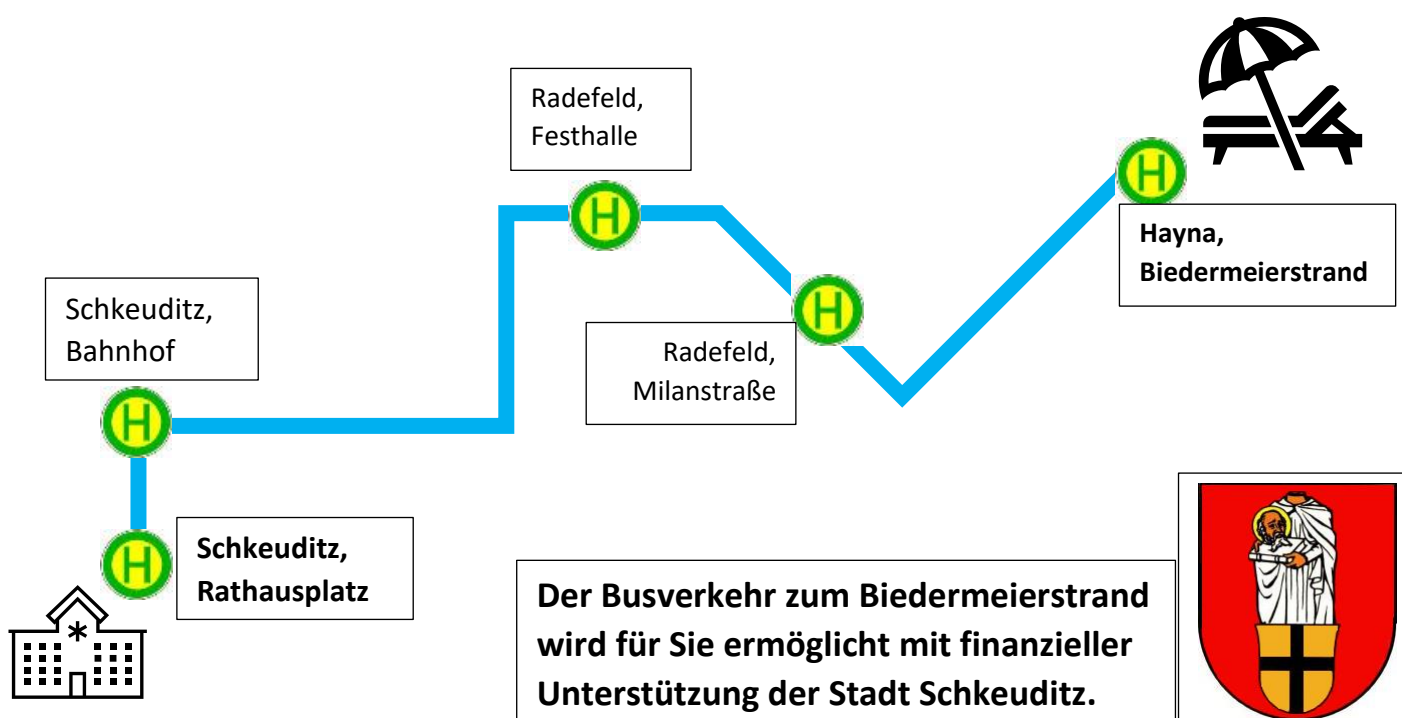 Radefeld,
Festhalle
Hayna,
Biedermeierstrand
Schkeuditz,
Bahnhof
Radefeld,
Milanstraße
Schkeuditz,
Rathausplatz
Der Busverkehr zum Biedermeierstrand
wird für Sie ermöglicht mit finanzieller
Unterstützung der Stadt Schkeuditz.
H
H
H
H
H